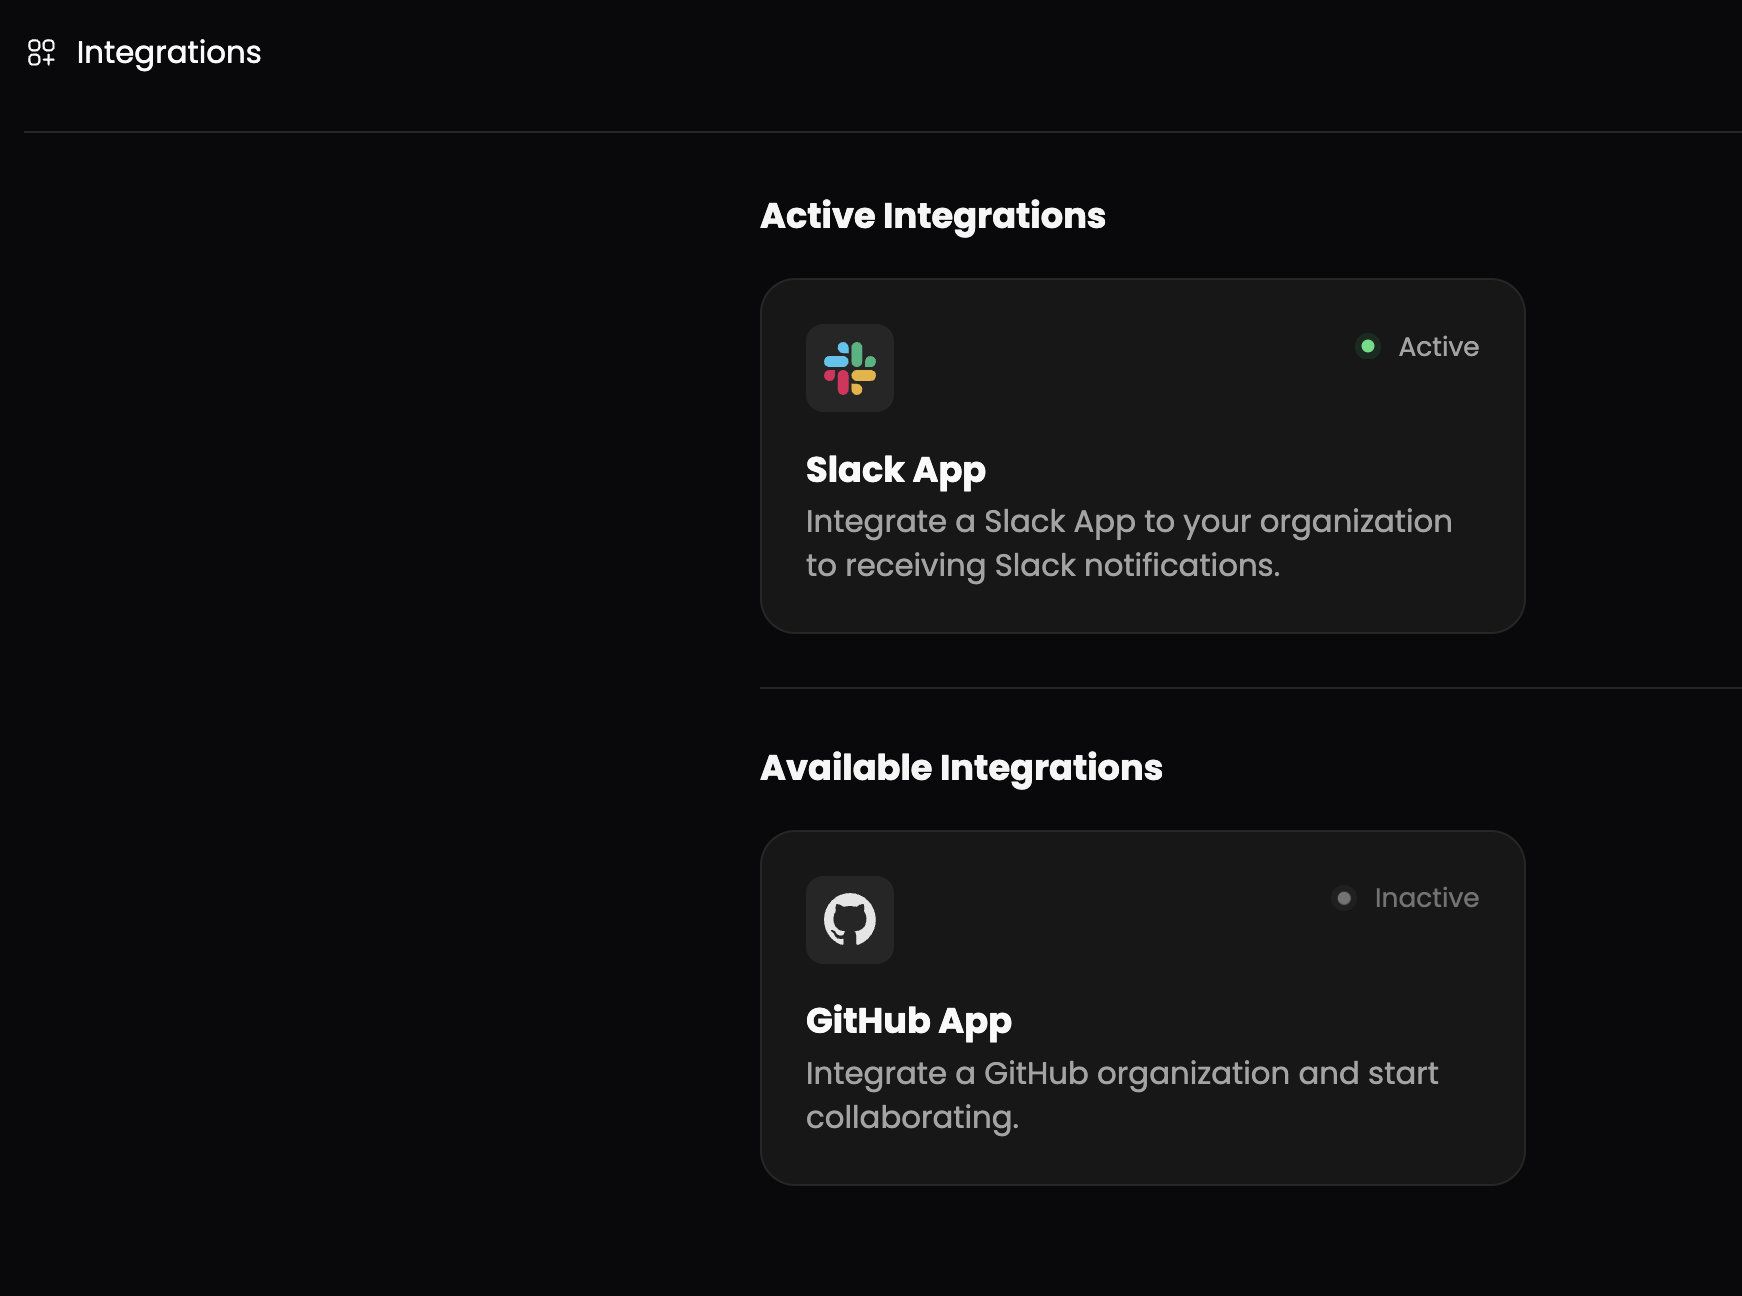 Integrations
Active Integrations
Active
Slack App
Integrate a Slack App to your organization
to receiving Slack notifications.
Available Integrations
Inactive
GitHub App
Integrate a GitHub organization and start
collaborating.